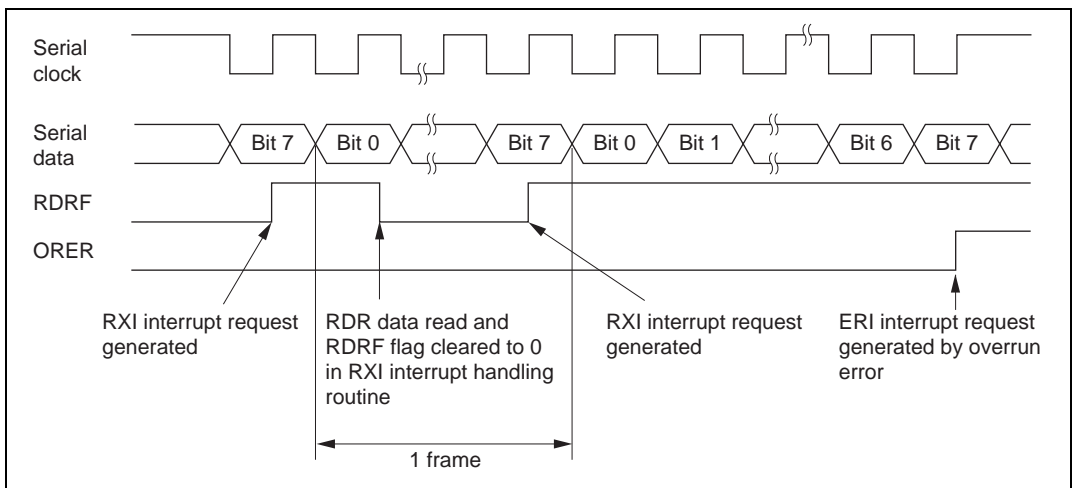 Serial
clock
Serial
data
Bit 7 Bit 0 Bit 7 Bit 0 Bit 1 Bit 6 Bit 7
RDRF
ORER
RXI interrupt request
generated
RDR data read and
RDRF flag cleared to 0
in RXI interrupt handling
routine
RXI interrupt request
generated
ERI interrupt request
generated by overrun
error
1 frame